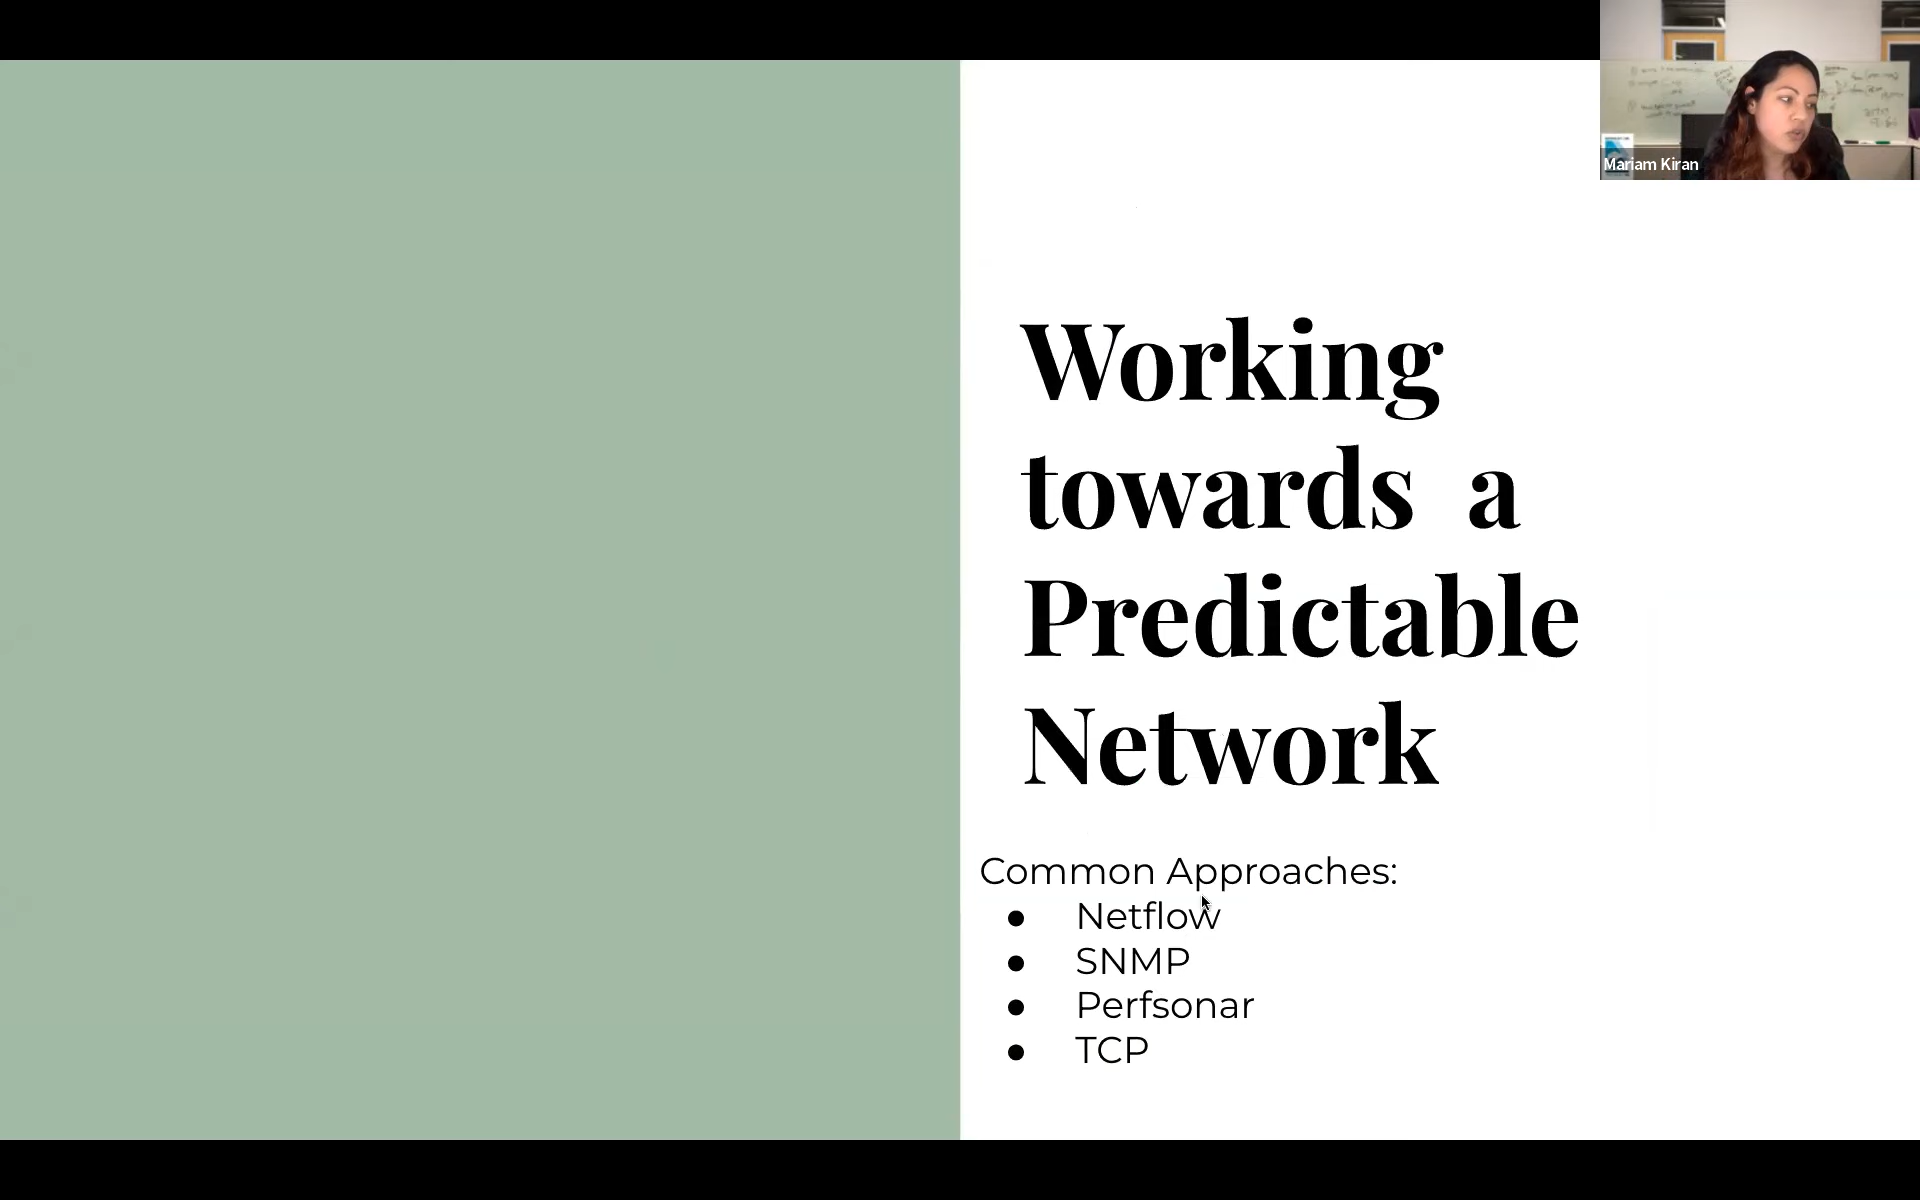 Mariam Kiran
Working
towards a
Predictable
Network
Common Approaches:
● Netflow
● SNMP
● Perfsonar
● TCP